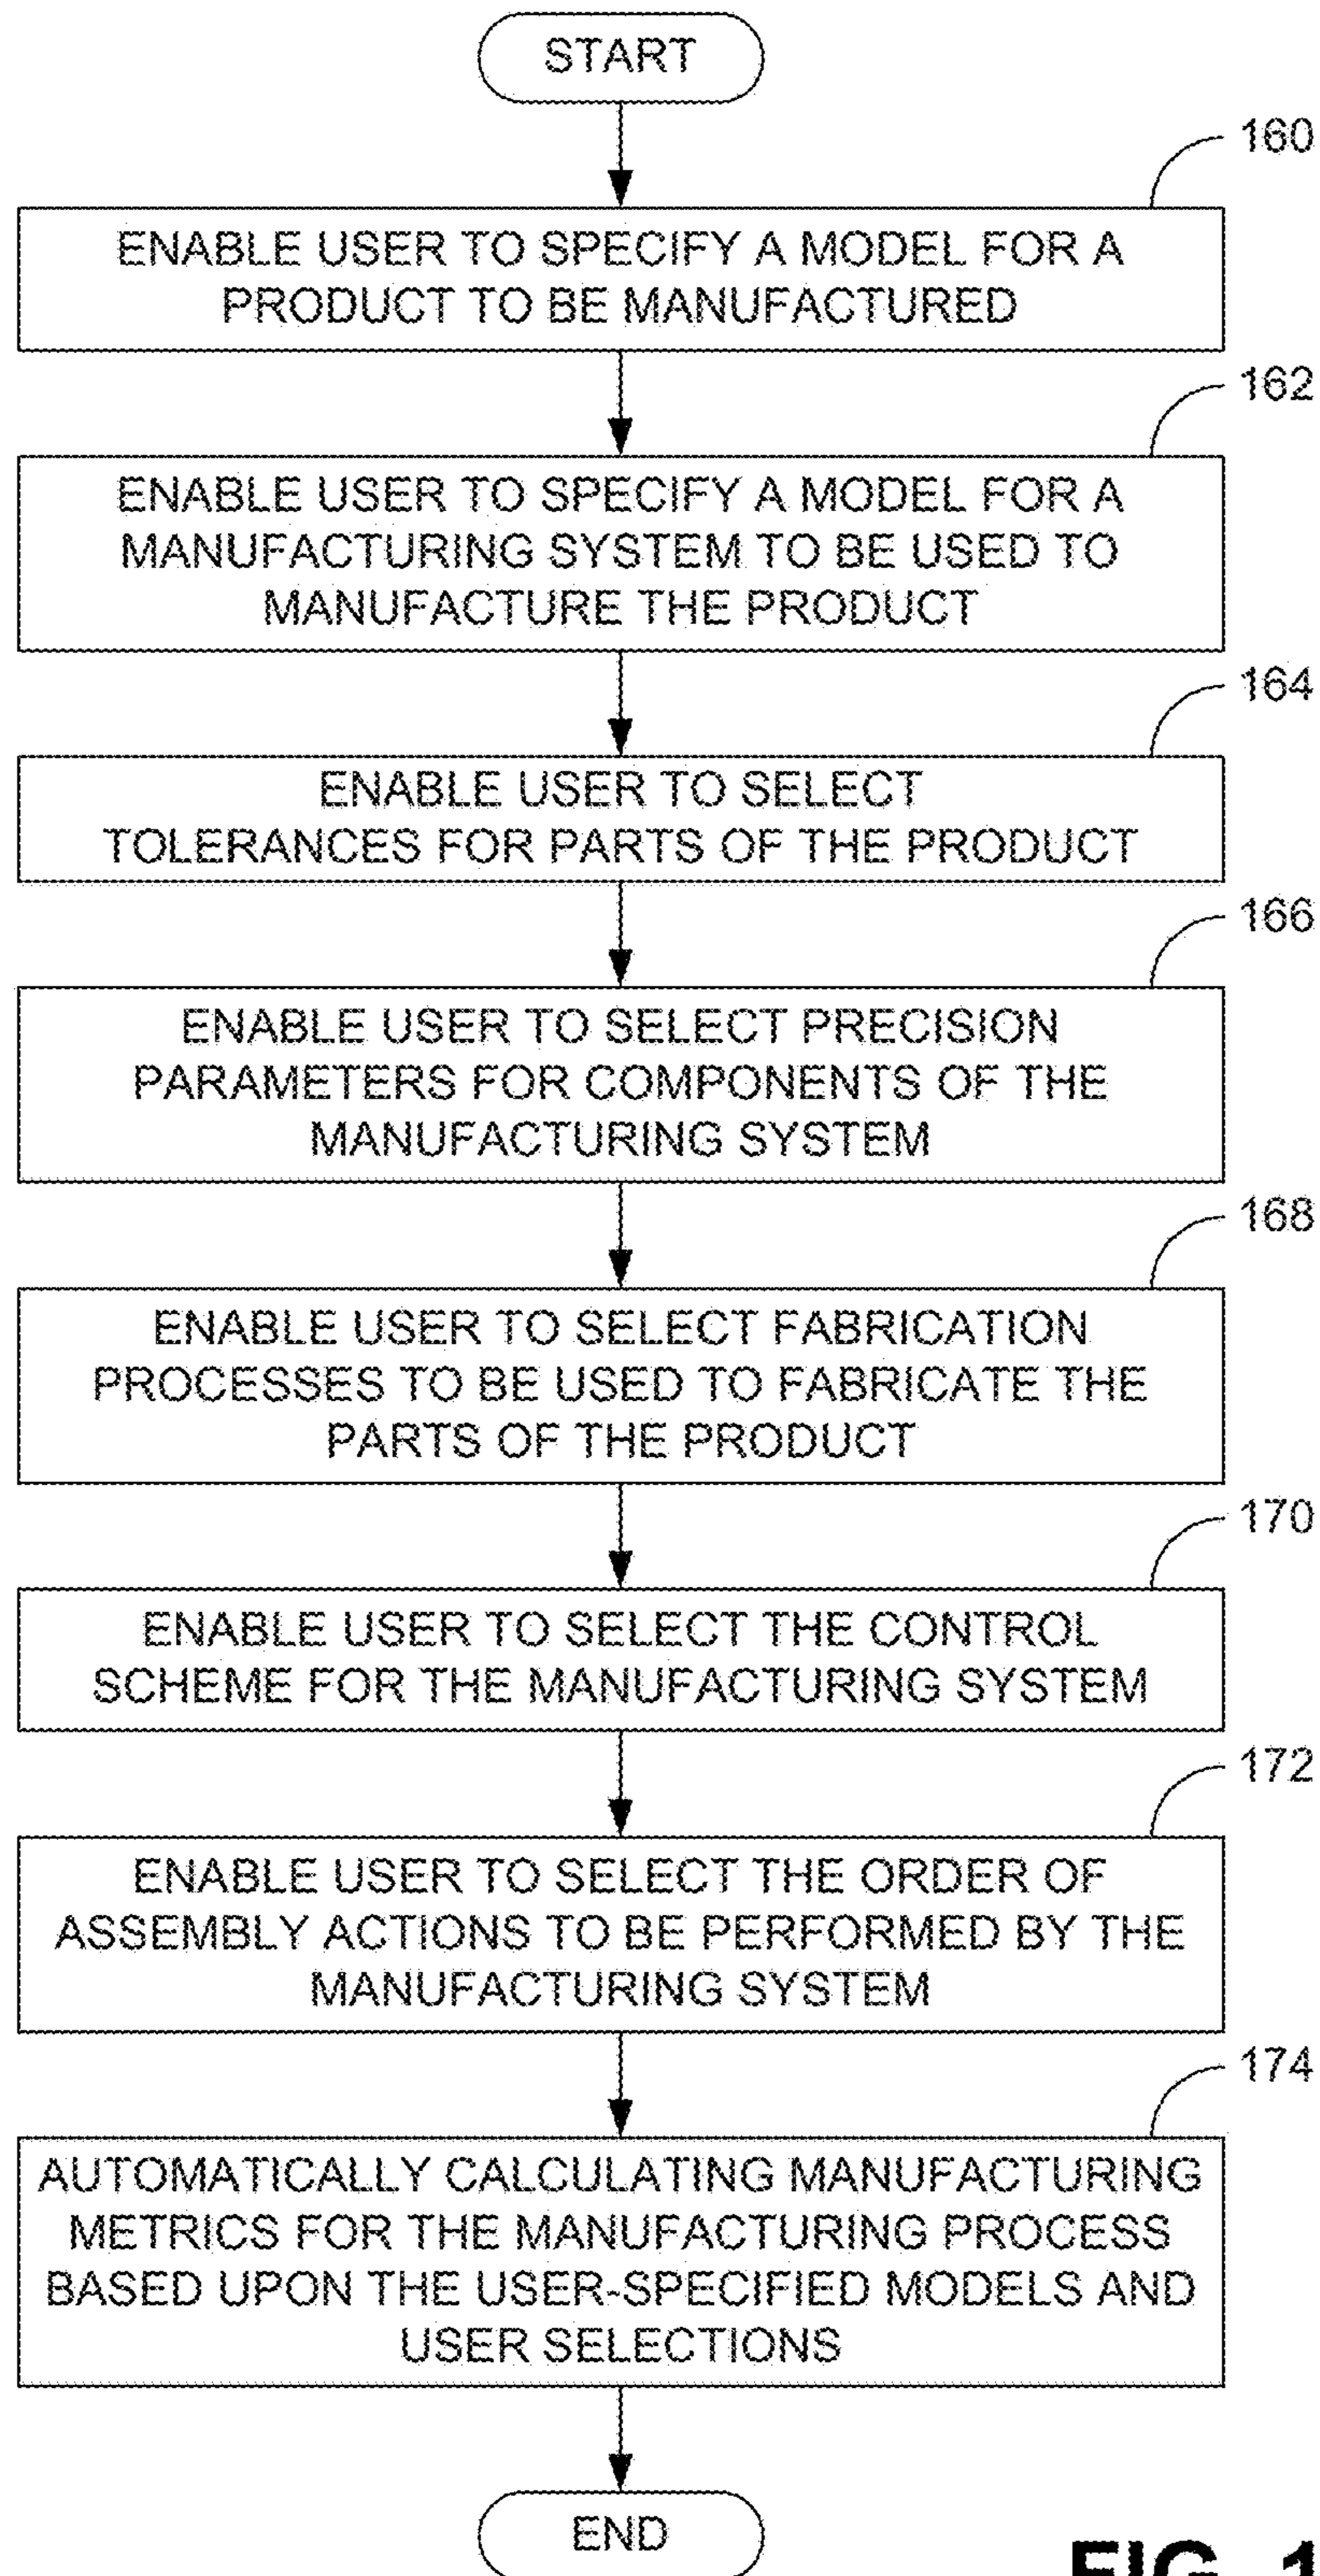 START
160
ENABLE USER TO SPECIFY A MODEL FOR A
PRODUCT TO BE MANUFACTURED
162
ENABLE USER TO SPECIFY A MODEL FOR A
MANUFACTURING SYSTEM TO BE USED TO
MANUFACTURE THE PRODUCT
164
ENABLE USER TO SELECT
TOLERANCES FOR PARTS OF THE PRODUCT
166
ENABLE USER TO SELECT PRECISION
PARAMETERS FOR COMPONENTS OF THE
MANUFACTURING SYSTEM
168
ENABLE USER TO SELECT FABRICATION
PROCESSES TO BE USED TO FABRICATE THE
PARTS OF THE PRODUCT
170
ENABLE USER TO SELECT THE CONTROL
SCHEME FOR THE MANUFACTURING SYSTEM
172
ENABLE USER TO SELECT THE ORDER OF
ASSEMBLY ACTIONS TO BE PERFORMED BY THE
MANUFACTURING SYSTEM
174
AUTOMATICALLY CALCULATING MANUFACTURING
METRICS FOR THE MANUFACTURING PROCESS
BASED UPON THE USER-SPECIFIED MODELS AND
USER SELECTIONS
END
FIG. 1